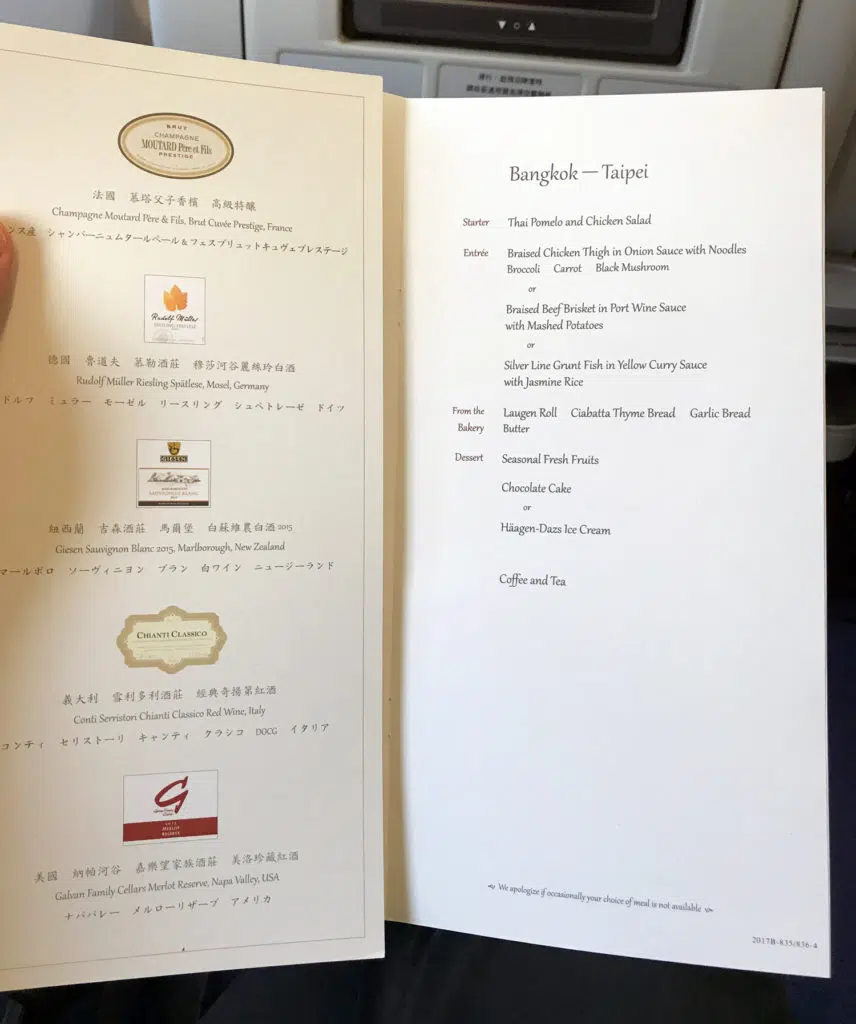 BRUT
CHAMPAGNE
MOUTARD Père et Fils
PRESTIGE
法國 慕塔父子香檳 高級特釀
Champagne Moutard Père & Fils, Brut Cuvée Prestige, France
ンス産 シャンパーニュムタールペール＆フェスブリュットキュヴェプレステージ
Rudolf Müller
德國 魯道夫 慕勒酒莊 穆莎河谷麗絲玲白酒
Rudolf Müller Riesling Spätlese, Mosel, Germany
ドルフ ミュラー モーゼル リースリング シュペトレーゼ ドイツ
GIESEN
SAUVIGNON BLANC
紐西蘭 吉森酒莊 馬爾堡 白蘇維農白酒 2015
Giesen Sauvignon Blanc 2015, Marlborough, New Zealand
マールボロ ソーヴィニヨン ブラン 白ワイン ニュージーランド
CHIANTI CLASSICO
義大利 雪利多利酒莊 經典奇揚第紅酒
Conti Serristori Chianti Classico Red Wine, Italy
コンティ セリストーリ キャンティ クラシコ DOCG イタリア
G
MERLOT
RESERVE
美國 納帕河谷 嘉樂望家族酒莊 美洛珍藏紅酒
Galvan Family Cellars Merlot Reserve, Napa Valley, USA
ナパバレー メルローリザーブ アメリカ
4
Bangkok — Taipei
Starter Thai Pomelo and Chicken Salad
Entrée Braised Chicken Thigh in Onion Sauce with Noodles
Broccoli Carrot Black Mushroom
or
Braised Beef Brisket in Port Wine Sauce
with Mashed Potatoes
or
Silver Line Grunt Fish in Yellow Curry Sauce
with Jasmine Rice
From the Laugen Roll Ciabatta Thyme Bread Garlic Bread
Bakery Butter
Dessert Seasonal Fresh Fruits
Chocolate Cake
or
Häagen-Dazs Ice Cream
Coffee and Tea
We apologize if occasionally your choice of meal is not available
2017B-835/836-4